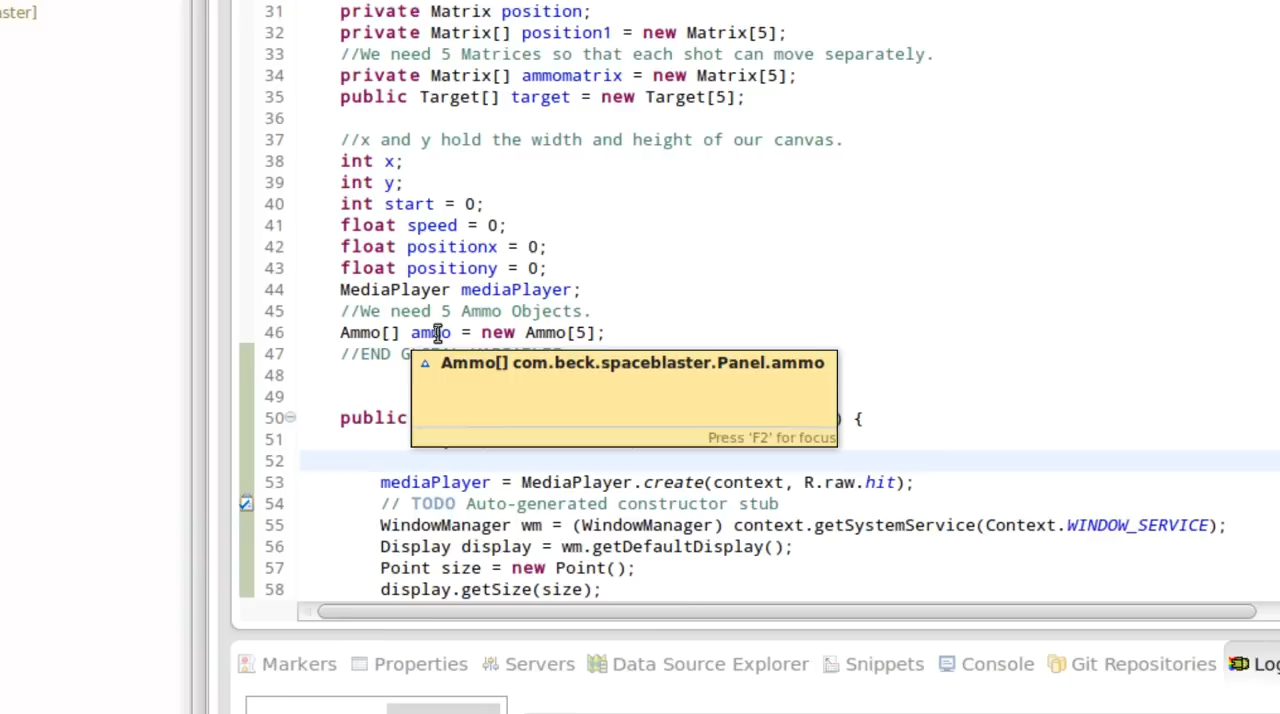 aster]
31 private Matrix position;
32 private Matrix[] position1 = new Matrix[5];
33 //We need 5 Matrices so that each shot can move separately.
34 private Matrix[] ammomatrix = new Matrix[5];
35 public Target[] target = new Target[5];
36
37 //x and y hold the width and height of our canvas.
38 int x;
39 int y;
40 int start = 0;
41 float speed = 0;
42 float positionx = 0;
43 float positiony = 0;
44 MediaPlayer mediaPlayer;
45 //We need 5 Ammo Objects.
46 Ammo[] ammo = new Ammo[5];
47 //END G
Ammo[] com.beck.spaceblaster.Panel.ammo
48
49
50 public ) {
Press 'F2' for focus
51
52
53 mediaPlayer = MediaPlayer.create(context, R.raw.hit);
54 // TODO Auto-generated constructor stub
55 WindowManager wm = (WindowManager) context.getSystemService(Context.WINDOW_SERVICE);
56 Display display = wm.getDefaultDisplay();
57 Point size = new Point();
58 display.getSize(size);
Markers Properties Servers Data Source Explorer Snippets Console Git Repositories Log